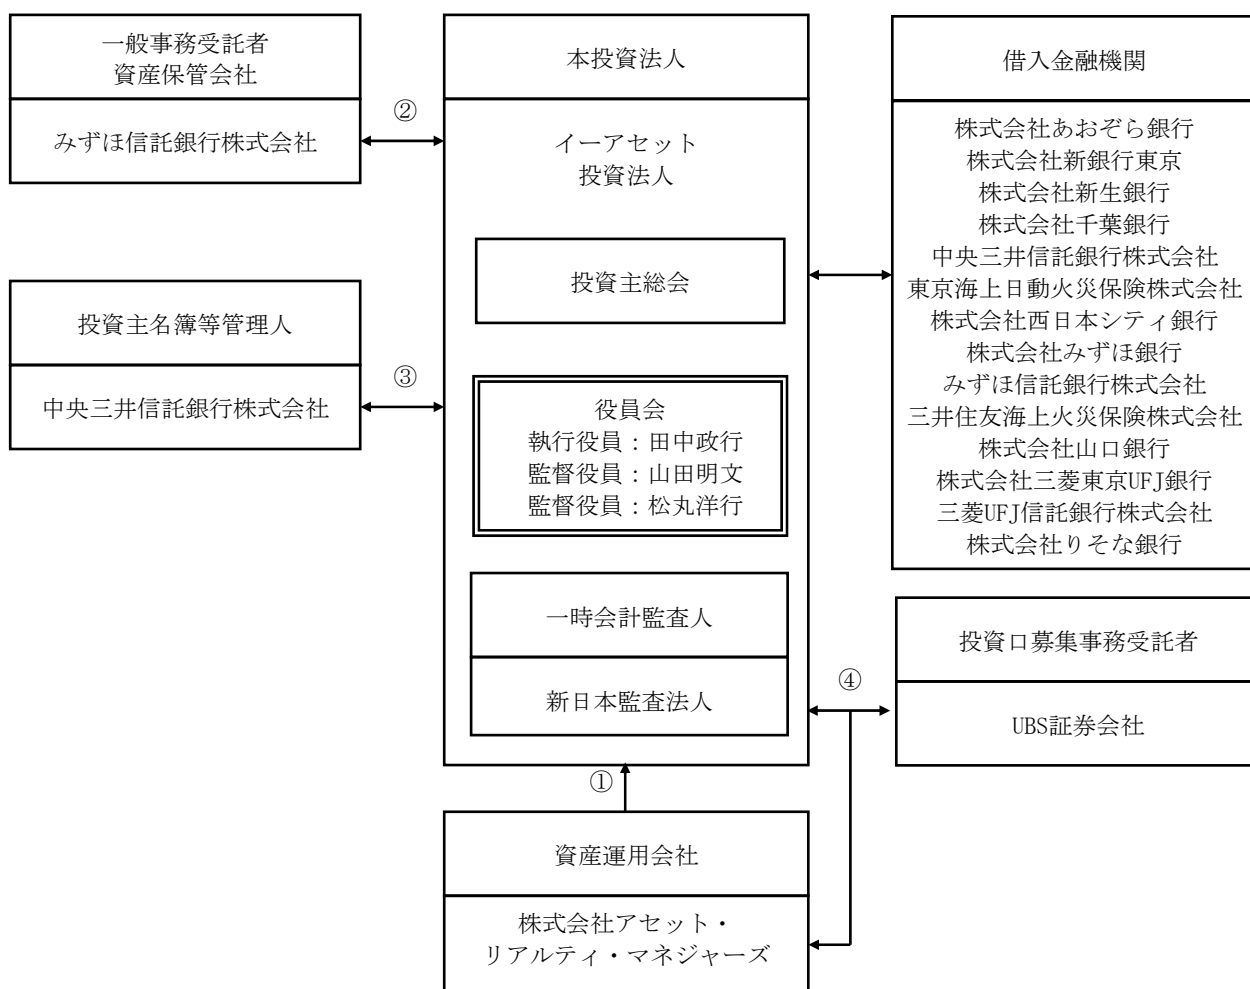 一般事務受託者
資産保管会社
みずほ信託銀行株式会社
②
投資主名簿等管理人
中央三井信託銀行株式会社
③
本投資法人
イーアセット
投資法人
投資主総会
役員会
執行役員：田中政行
監督役員：山田明文
監督役員：松丸洋行
一時会計監査人
新日本監査法人
①
資産運用会社
株式会社アセット・
リアルティ・マネジャーズ
借入金融機関
株式会社あおぞら銀行
株式会社新銀行東京
株式会社新生銀行
株式会社千葉銀行
中央三井信託銀行株式会社
東京海上日動火災保険株式会社
株式会社西日本シティ銀行
株式会社みずほ銀行
みずほ信託銀行株式会社
三井住友海上火災保険株式会社
株式会社山口銀行
株式会社三菱東京UFJ銀行
三菱UFJ信託銀行株式会社
株式会社りそな銀行
④
投資口募集事務受託者
UBS証券会社